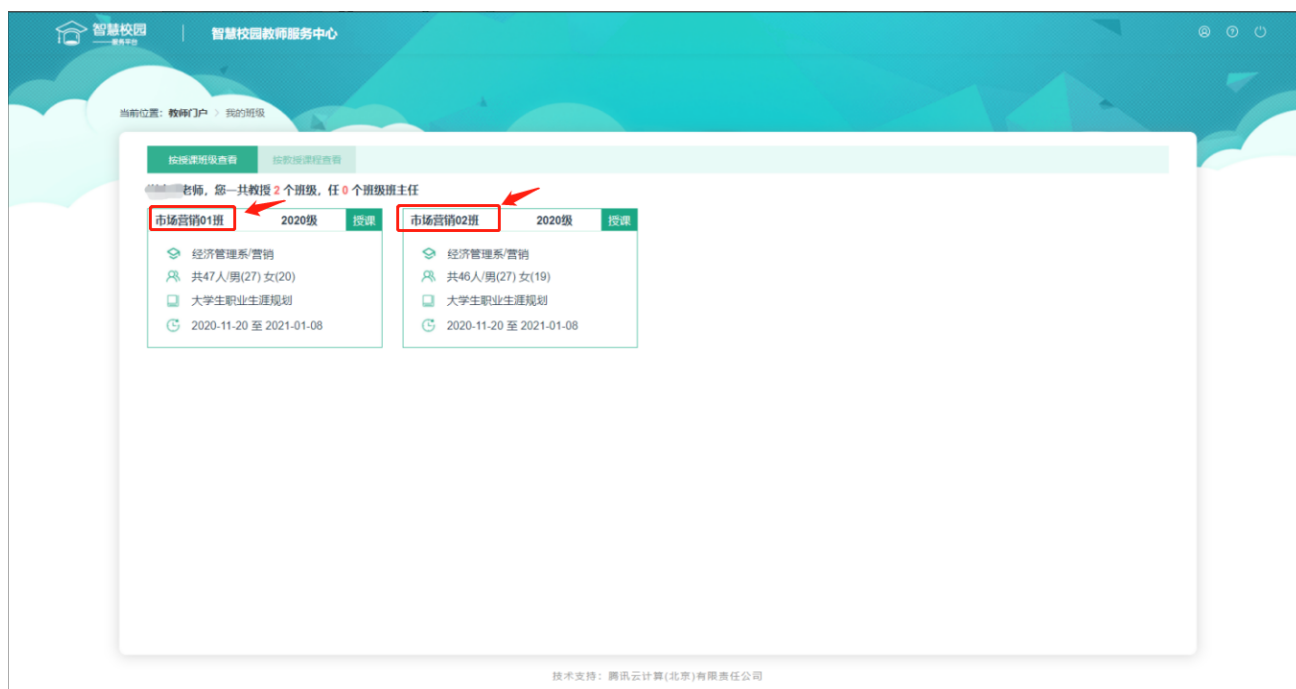 智慧校园
服务平台
智慧校园教师服务中心
当前位置：教师门户 > 我的班级
按授课班级查看 按教授课程查看
老师，您一共教授 2 个班级，任 0 个班级班主任
市场营销01班 2020级 授课
经济管理系/营销
共47人/男(27) 女(20)
大学生职业生涯规划
2020-11-20 至 2021-01-08
市场营销02班 2020级 授课
经济管理系/营销
共46人/男(27) 女(19)
大学生职业生涯规划
2020-11-20 至 2021-01-08
技术支持：腾讯云计算(北京)有限责任公司